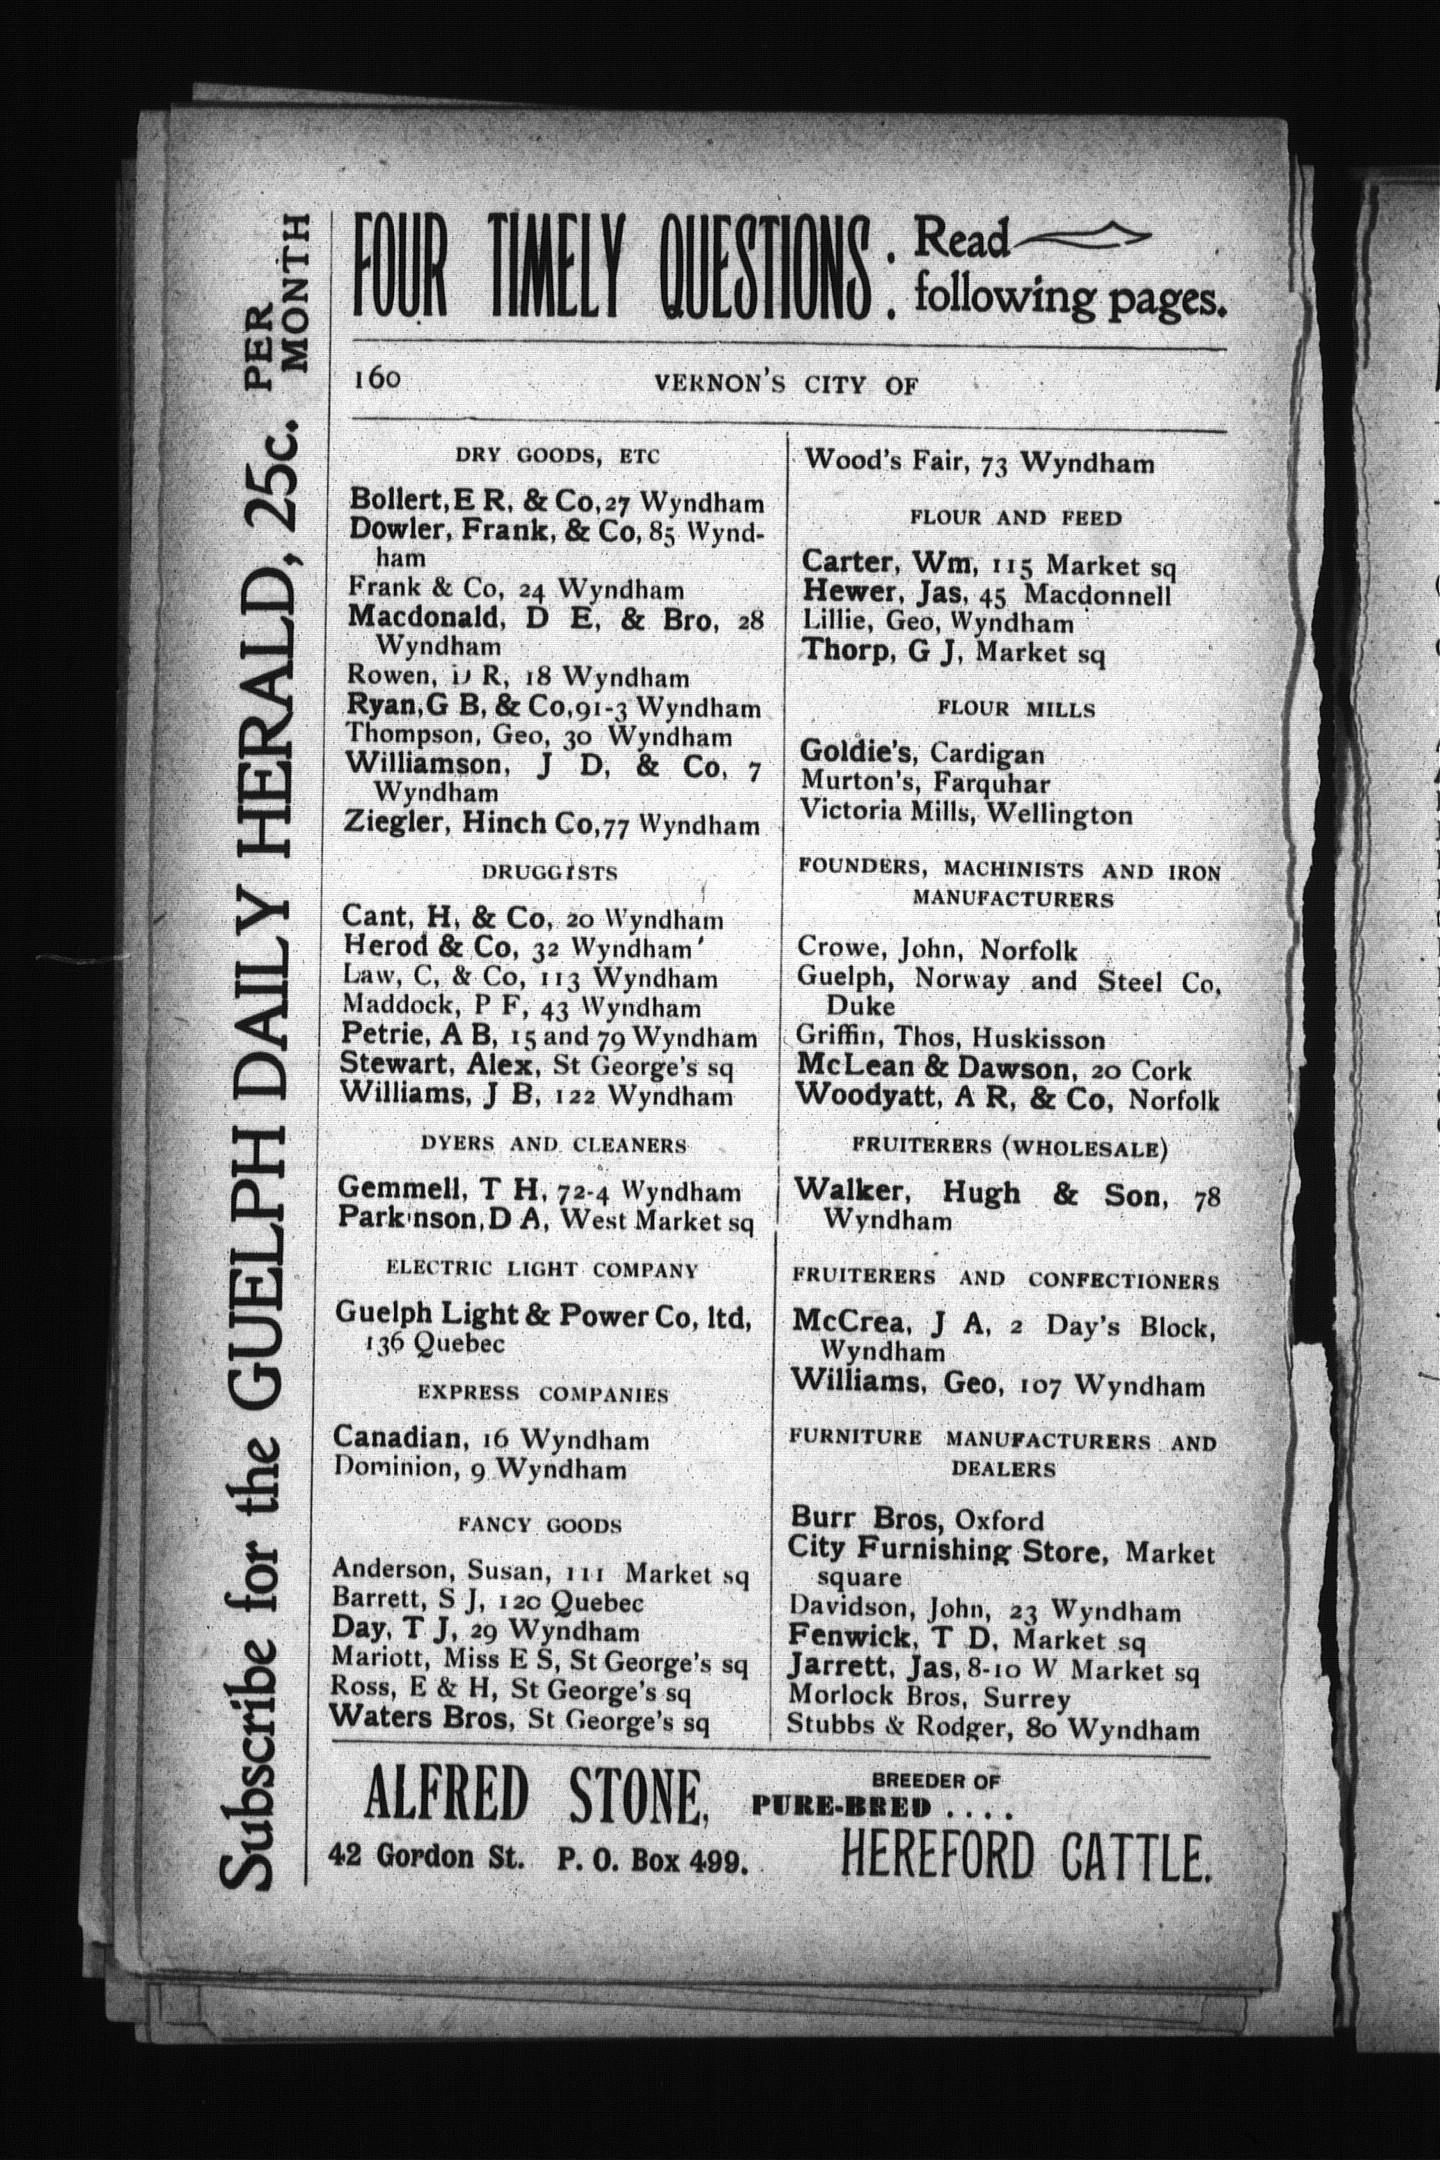 FOUR TIMELY QUESTIONS: Read
following pages.
160 VERNON'S CITY OF
DRY GOODS, ETC
Bollert, E R, & Co, 27 Wyndham
Dowler, Frank, & Co, 85 Wynd-
ham
Frank & Co, 24 Wyndham
Macdonald, D E, & Bro, 28
Wyndham
Rowen, D R, 18 Wyndham
Ryan, G B, & Co, 91-3 Wyndham
Thompson, Geo, 30 Wyndham
Williamson, J D, & Co, 7
Wyndham
Ziegler, Hinch Co, 77 Wyndham
DRUGGISTS
Cant, H, & Co, 20 Wyndham
Herod & Co, 32 Wyndham
Law, C, & Co, 113 Wyndham
Maddock, P F, 43 Wyndham
Petrie, A B, 15 and 79 Wyndham
Stewart, Alex, St George's sq
Williams, J B, 122 Wyndham
DYERS AND CLEANERS
Gemmell, T H, 72-4 Wyndham
Parkinson, D A, West Market sq
ELECTRIC LIGHT COMPANY
Guelph Light & Power Co, ltd,
136 Quebec
EXPRESS COMPANIES
Canadian, 16 Wyndham
Dominion, 9 Wyndham
FANCY GOODS
Anderson, Susan, 111 Market sq
Barrett, S J, 120 Quebec
Day, T J, 29 Wyndham
Mariott, Miss E S, St George's sq
Ross, E & H, St George's sq
Waters Bros, St George's sq
Wood's Fair, 73 Wyndham
FLOUR AND FEED
Carter, Wm, 115 Market sq
Hewer, Jas, 45 Macdonnell
Lillie, Geo, Wyndham
Thorp, G J, Market sq
FLOUR MILLS
Goldie's, Cardigan
Murton's, Farquhar
Victoria Mills, Wellington
FOUNDERS, MACHINISTS AND IRON
MANUFACTURERS
Crowe, John, Norfolk
Guelph, Norway and Steel Co,
Duke
Griffin, Thos, Huskisson
McLean & Dawson, 20 Cork
Woodyatt, A R, & Co, Norfolk
FRUITERERS (WHOLESALE)
Walker, Hugh & Son, 78
Wyndham
FRUITERERS AND CONFECTIONERS
McCrea, J A, 2 Day's Block,
Wyndham
Williams, Geo, 107 Wyndham
FURNITURE MANUFACTURERS AND
DEALERS
Burr Bros, Oxford
City Furnishing Store, Market
square
Davidson, John, 23 Wyndham
Fenwick, T D, Market sq
Jarrett, Jas, 8-10 W Market sq
Morlock Bros, Surrey
Stubbs & Rodger, 80 Wyndham
ALFRED STONE,
42 Gordon St. P. O. Box 499.
BREEDER OF
PURE-BRED ....
HEREFORD CATTLE.
Subscribe for the GUELPH DAILY HERALD, 25c. PER
MONTH